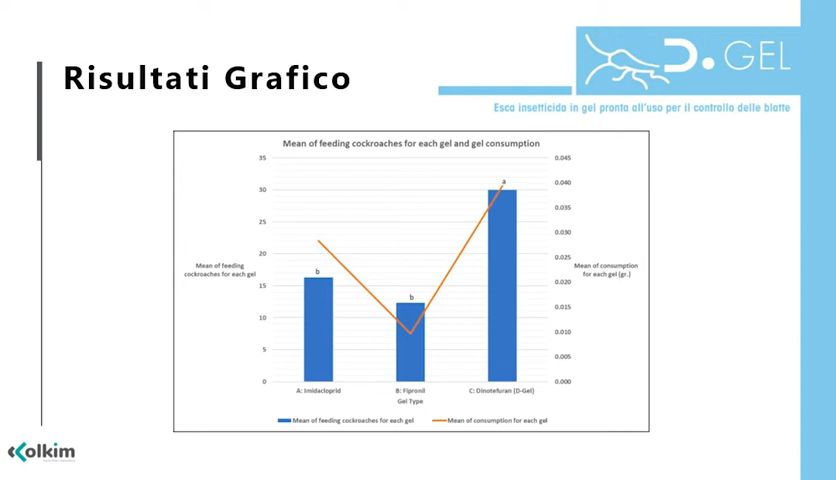 Risultati Grafico
D. GEL
Esca insetticida in gel pronta all'uso per il controllo delle blatte
Mean of feeding cockroaches for each gel and gel consumption
35
30
25
20
15
10
5
0
Mean of feeding
cockroaches for each gel
b
b
a
0.045
0.040
0.035
0.030
0.025
0.020
0.015
0.010
0.005
0.000
Mean of consumption
for each gel (gr.)
A: Imidacloprid
B: Fipronil
C: Dinotefuran (D-Gel)
Gel Type
Mean of feeding cockroaches for each gel
Mean of consumption for each gel
Colkim